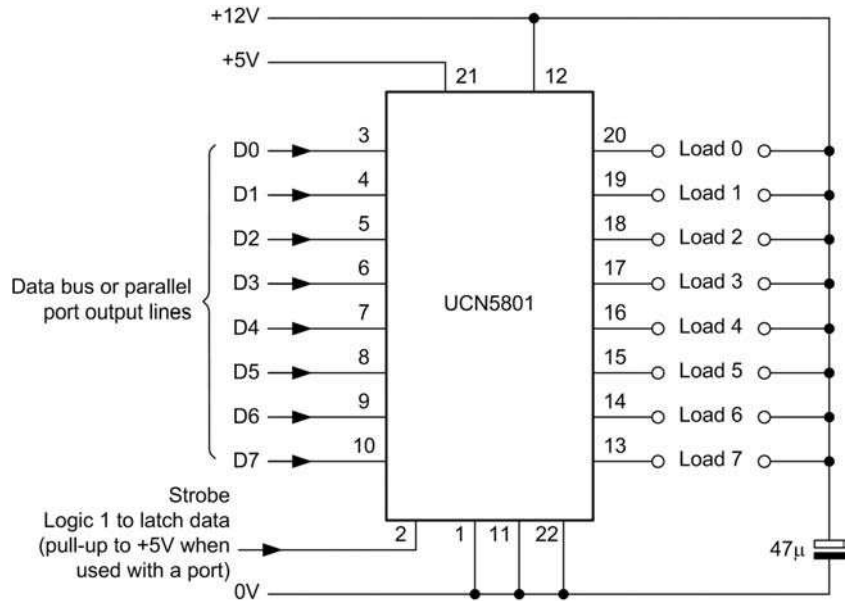 +12V
+5V
21 12
D0 3 20 Load 0
D1 4 19 Load 1
D2 5 18 Load 2
D3 6 17 Load 3
Data bus or parallel
port output lines
UCN5801
D4 7 16 Load 4
D5 8 15 Load 5
D6 9 14 Load 6
D7 10 13 Load 7
Strobe
Logic 1 to latch data
(pull-up to +5V when
used with a port)
2 1 11 22
47µ
0V